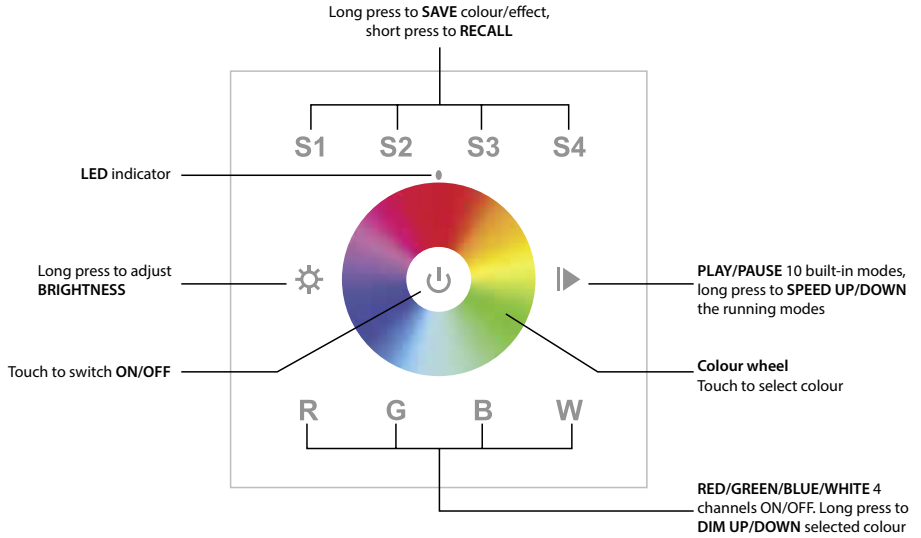 Long press to SAVE colour/effect,
short press to RECALL
S1 S2 S3 S4
LED indicator
Long press to adjust
BRIGHTNESS
PLAY/PAUSE 10 built-in modes,
long press to SPEED UP/DOWN
the running modes
Touch to switch ON/OFF
Colour wheel
Touch to select colour
R G B W
RED/GREEN/BLUE/WHITE 4
channels ON/OFF. Long press to
DIM UP/DOWN selected colour